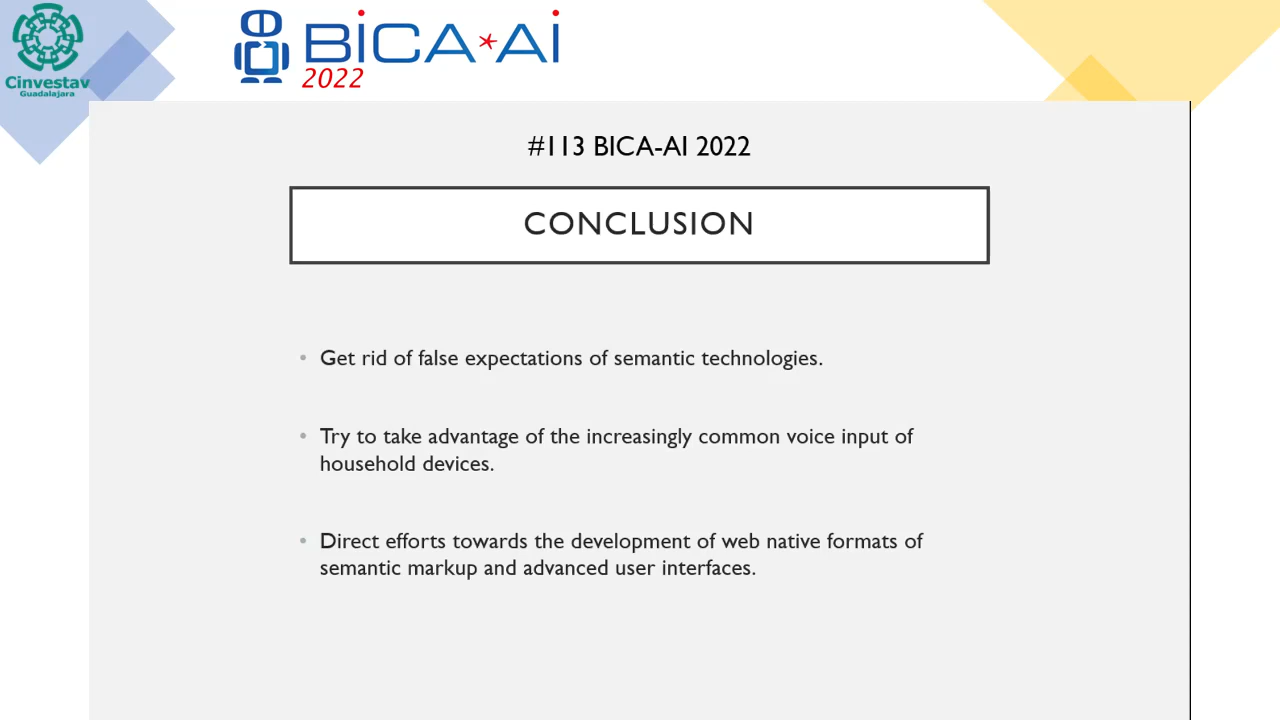 Cinvestav
Guadalajara
BiCA*Ai
2022
#113 BICA-AI 2022
CONCLUSION
• Get rid of false expectations of semantic technologies.
• Try to take advantage of the increasingly common voice input of
household devices.
• Direct efforts towards the development of web native formats of
semantic markup and advanced user interfaces.